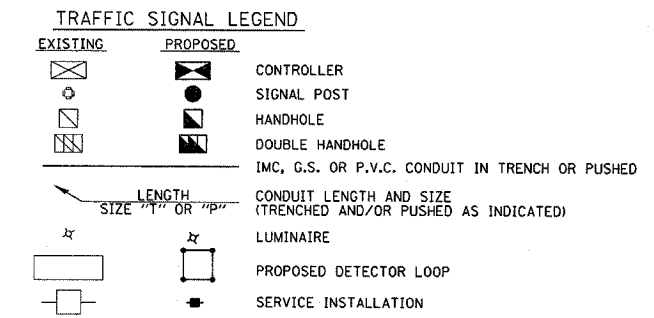 TRAFFIC SIGNAL LEGEND
EXISTING PROPOSED
CONTROLLER
SIGNAL POST
HANDHOLE
DOUBLE HANDHOLE
IMC, G.S. OR P.V.C. CONDUIT IN TRENCH OR PUSHED
LENGTH
SIZE "T" OR "P"
CONDUIT LENGTH AND SIZE
(TRENCHED AND/OR PUSHED AS INDICATED)
LUMINAIRE
PROPOSED DETECTOR LOOP
SERVICE INSTALLATION